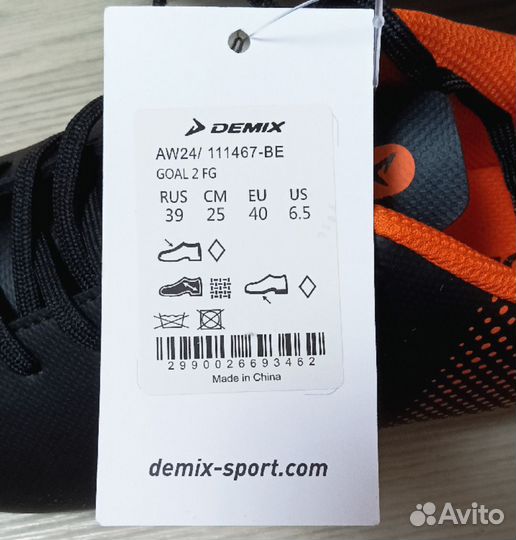 DEMIX
AW24/ 111467-BE
GOAL 2 FG
RUS CM EU US
39 25 40 6.5
2990026693462
Made in China
demix-sport.com
Avito